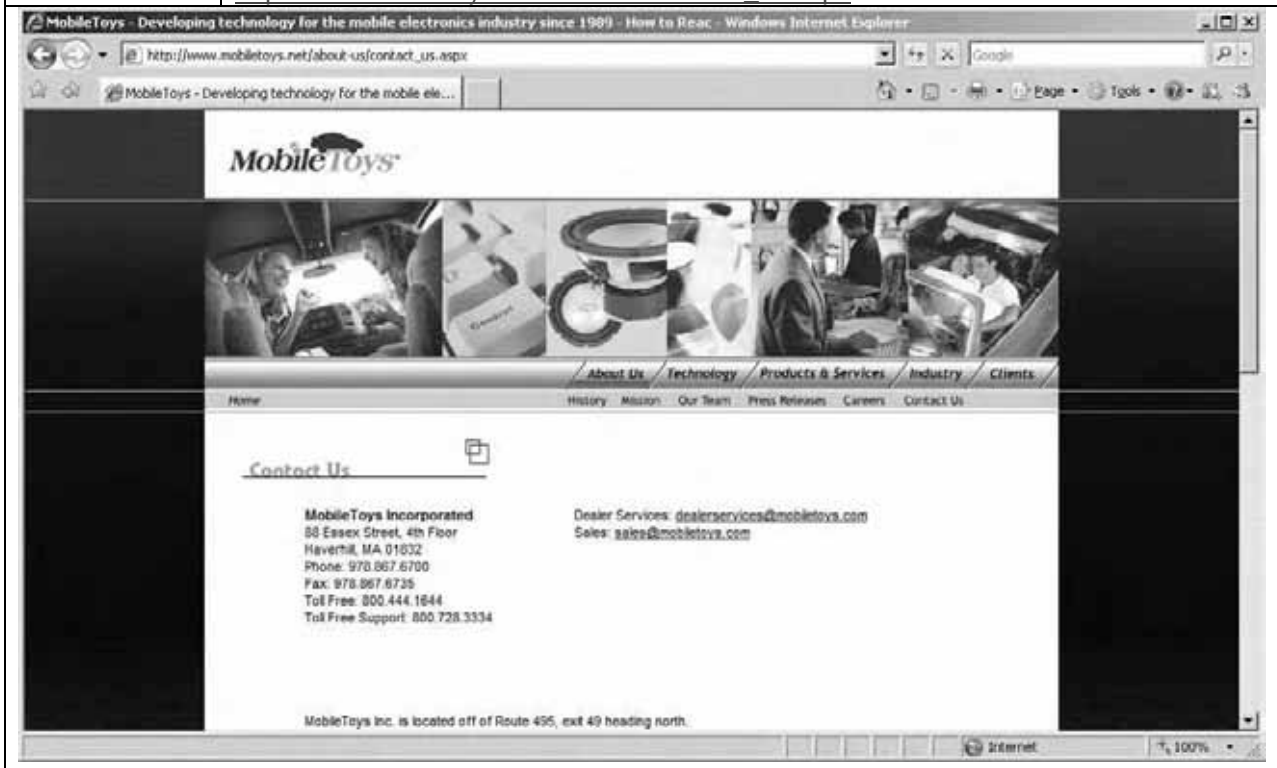 MobileToys - Developing technology for the mobile electronics industry since 1989 - How to Reac - Windows Internet Explorer
http://www.mobiletoys.net/about-us/contact_us.aspx
Google
MobileToys - Developing technology for the mobile ele...
Page
Tools
MobileToys
About Us Technology Products & Services Industry Clients
Home History Mission Our Team Press Releases Careers Contact Us
Contact Us
MobileToys Incorporated
88 Essex Street, 4th Floor
Haverhill, MA 01832
Phone: 978.867.6700
Fax: 978.867.6735
Toll Free: 800.444.1644
Toll Free Support: 800.728.3334
Dealer Services: dealerservices@mobiletoys.com
Sales: sales@mobiletoys.com
MobileToys Inc. is located off of Route 495, exit 49 heading north.
Internet
100%